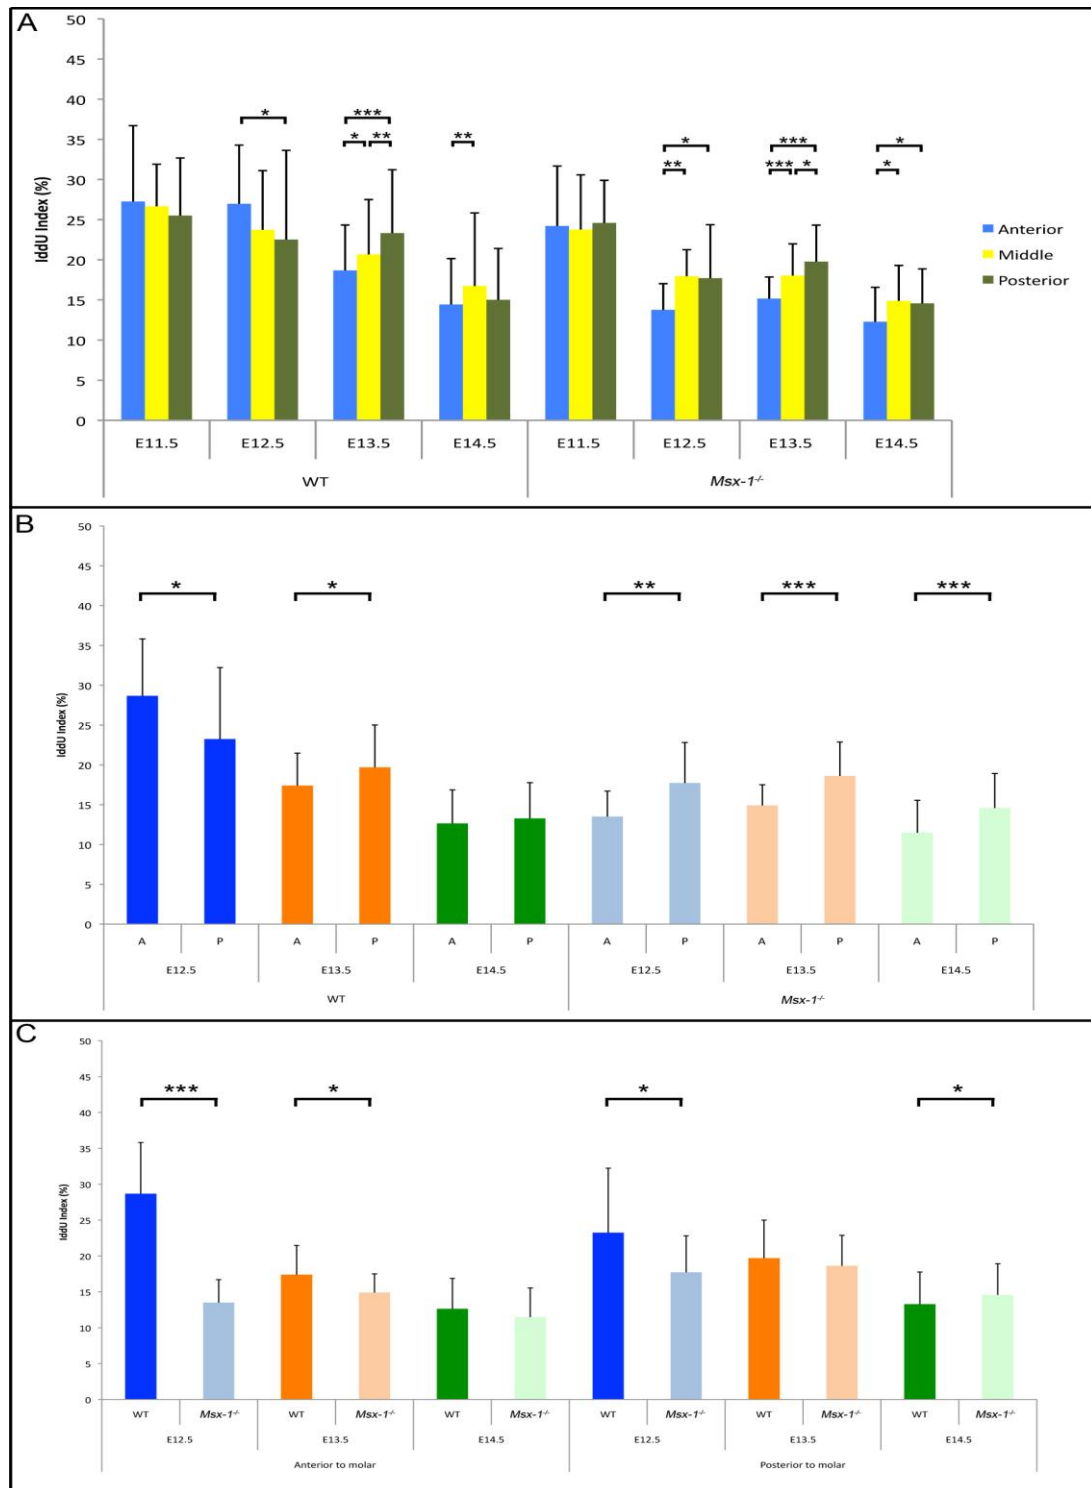 A
50
45
40
35
30
25
20
15
10
5
0
IddU Index (%)
* *** * ** ** * ** *** *** * * *
Anterior
Middle
Posterior
E11.5 E12.5 E13.5 E14.5 E11.5 E12.5 E13.5 E14.5
WT Msx-1-/-
B
50
45
40
35
30
25
20
15
10
5
0
IddU Index (%)
* * ** *** ***
A P A P A P A P A P A P
E12.5 E13.5 E14.5 E12.5 E13.5 E14.5
WT Msx-1-/-
C
50
45
40
35
30
25
20
15
10
5
0
IddU Index (%)
*** * * *
WT Msx-1-/- WT Msx-1-/- WT Msx-1-/- WT Msx-1-/- WT Msx-1-/- WT Msx-1-/-
E12.5 E13.5 E14.5 E12.5 E13.5 E14.5
Anterior to molar Posterior to molar